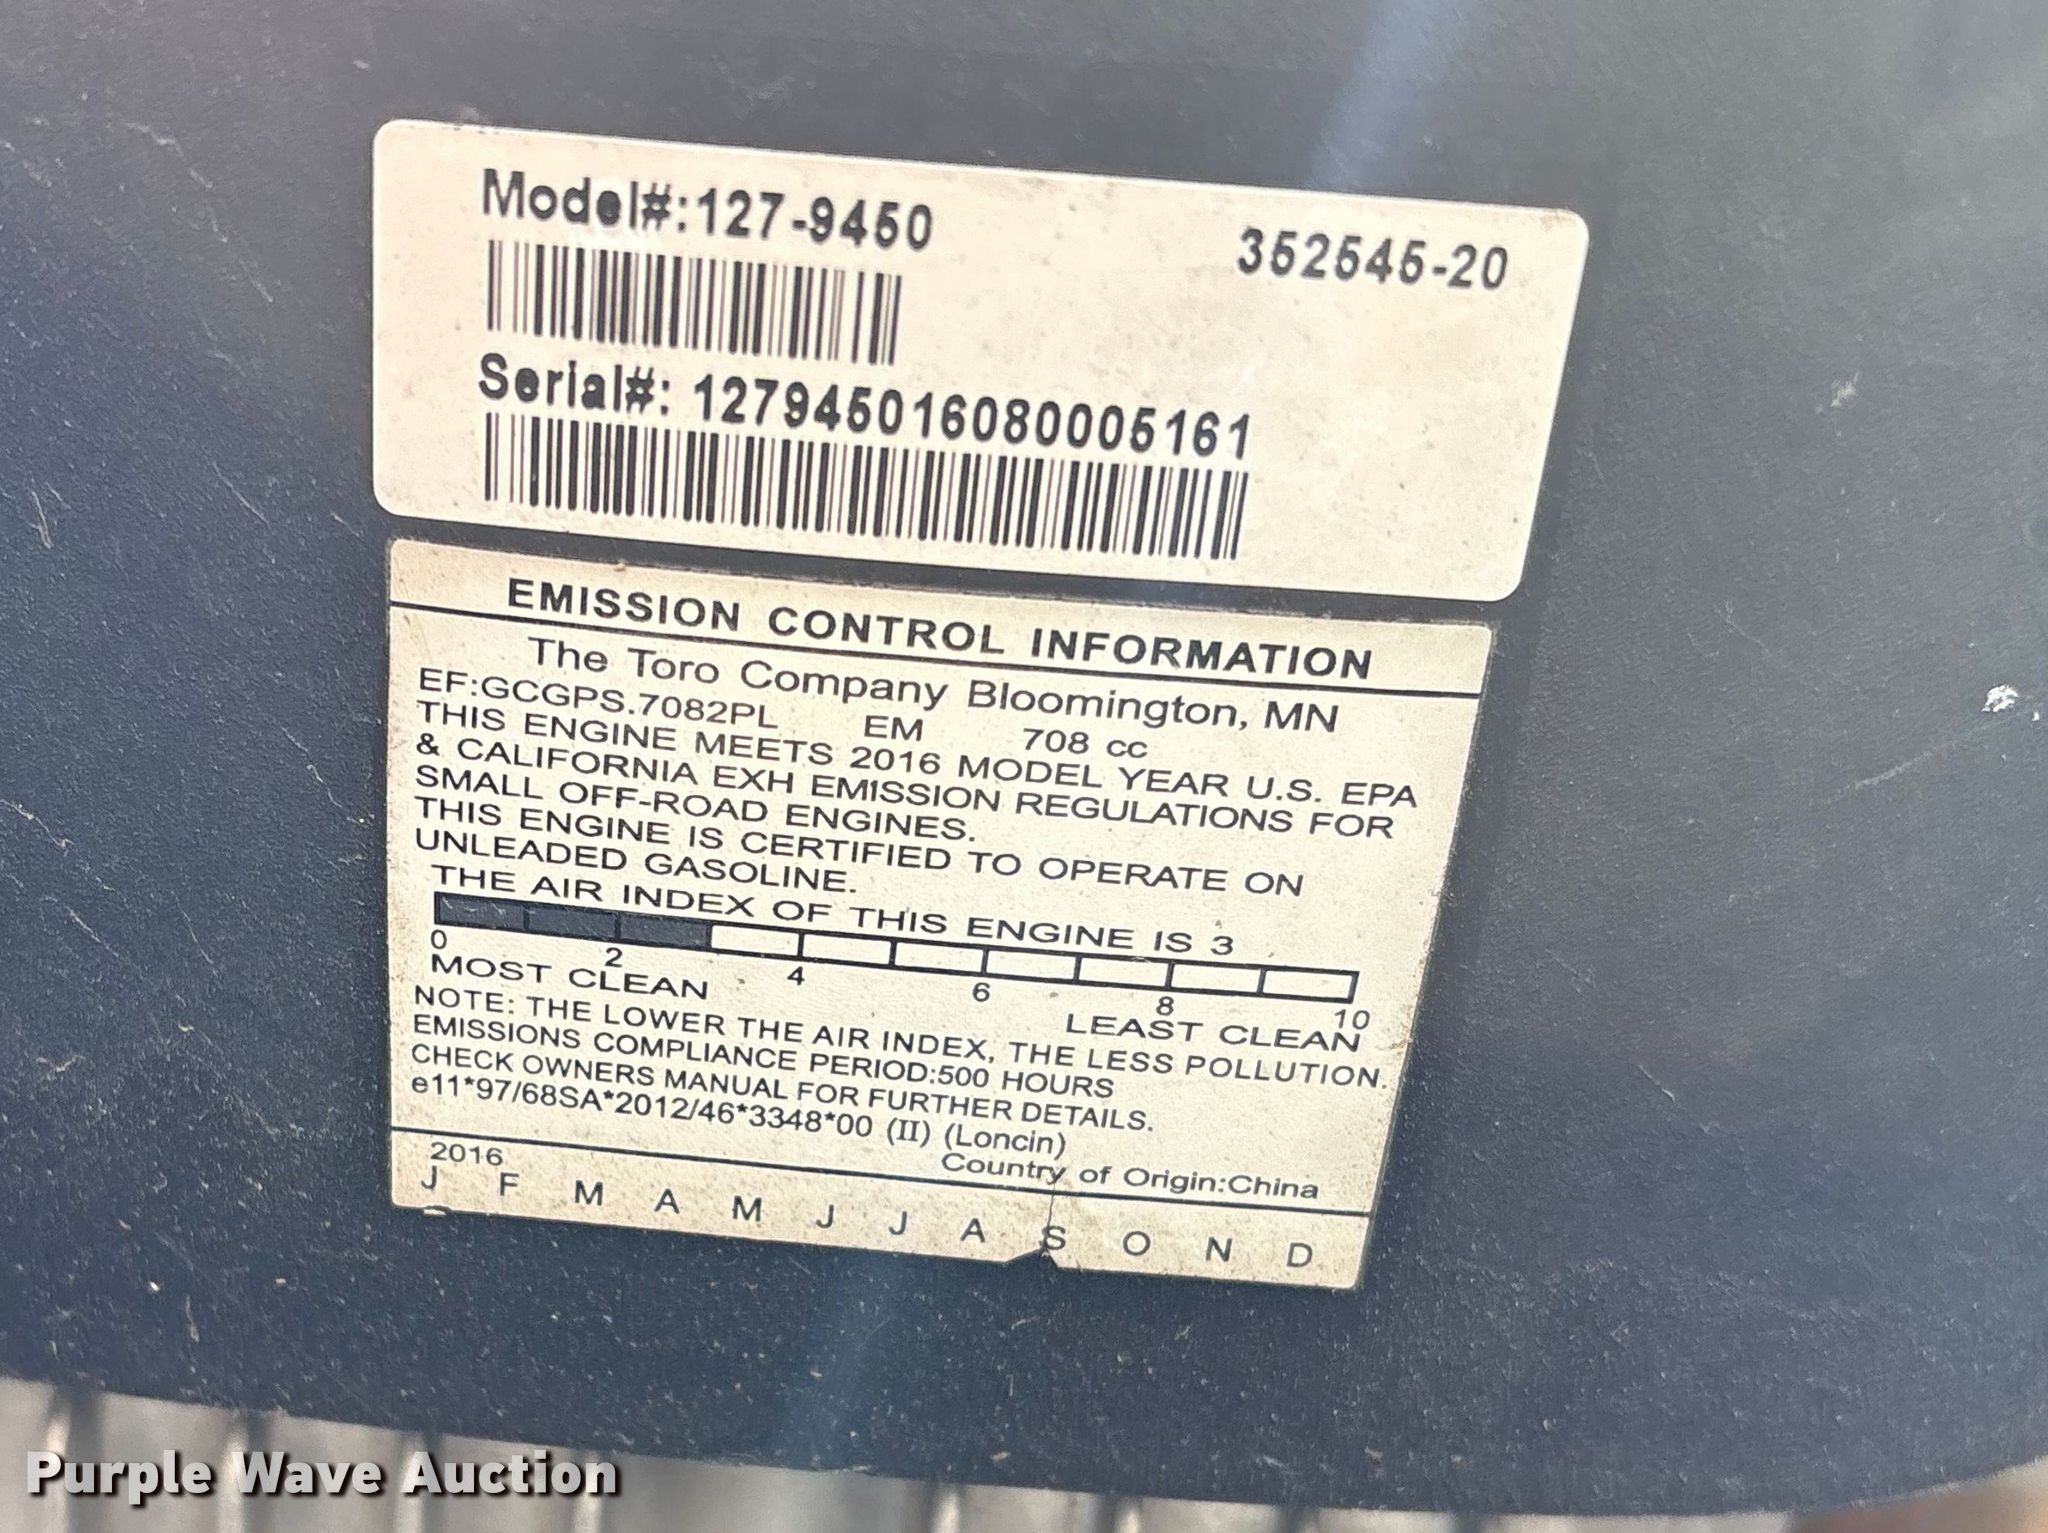 Model#:127-9450
352545-20
Serial#: 127945016080005161
EMISSION CONTROL INFORMATION
The Toro Company Bloomington, MN
EF:GCGPS.7082PL EM 708 cc
THIS ENGINE MEETS 2016 MODEL YEAR U.S. EPA
& CALIFORNIA EXH EMISSION REGULATIONS FOR
SMALL OFF-ROAD ENGINES.
THIS ENGINE IS CERTIFIED TO OPERATE ON
UNLEADED GASOLINE.
THE AIR INDEX OF THIS ENGINE IS 3
0 2 4 6 8 10
MOST CLEAN LEAST CLEAN
NOTE: THE LOWER THE AIR INDEX, THE LESS POLLUTION.
EMISSIONS COMPLIANCE PERIOD:500 HOURS
CHECK OWNERS MANUAL FOR FURTHER DETAILS.
e11*97/68SA*2012/46*3348*00 (II) (Loncin)
2016 Country of Origin:China
J F M A M J J A S O N D
Purple Wave Auction